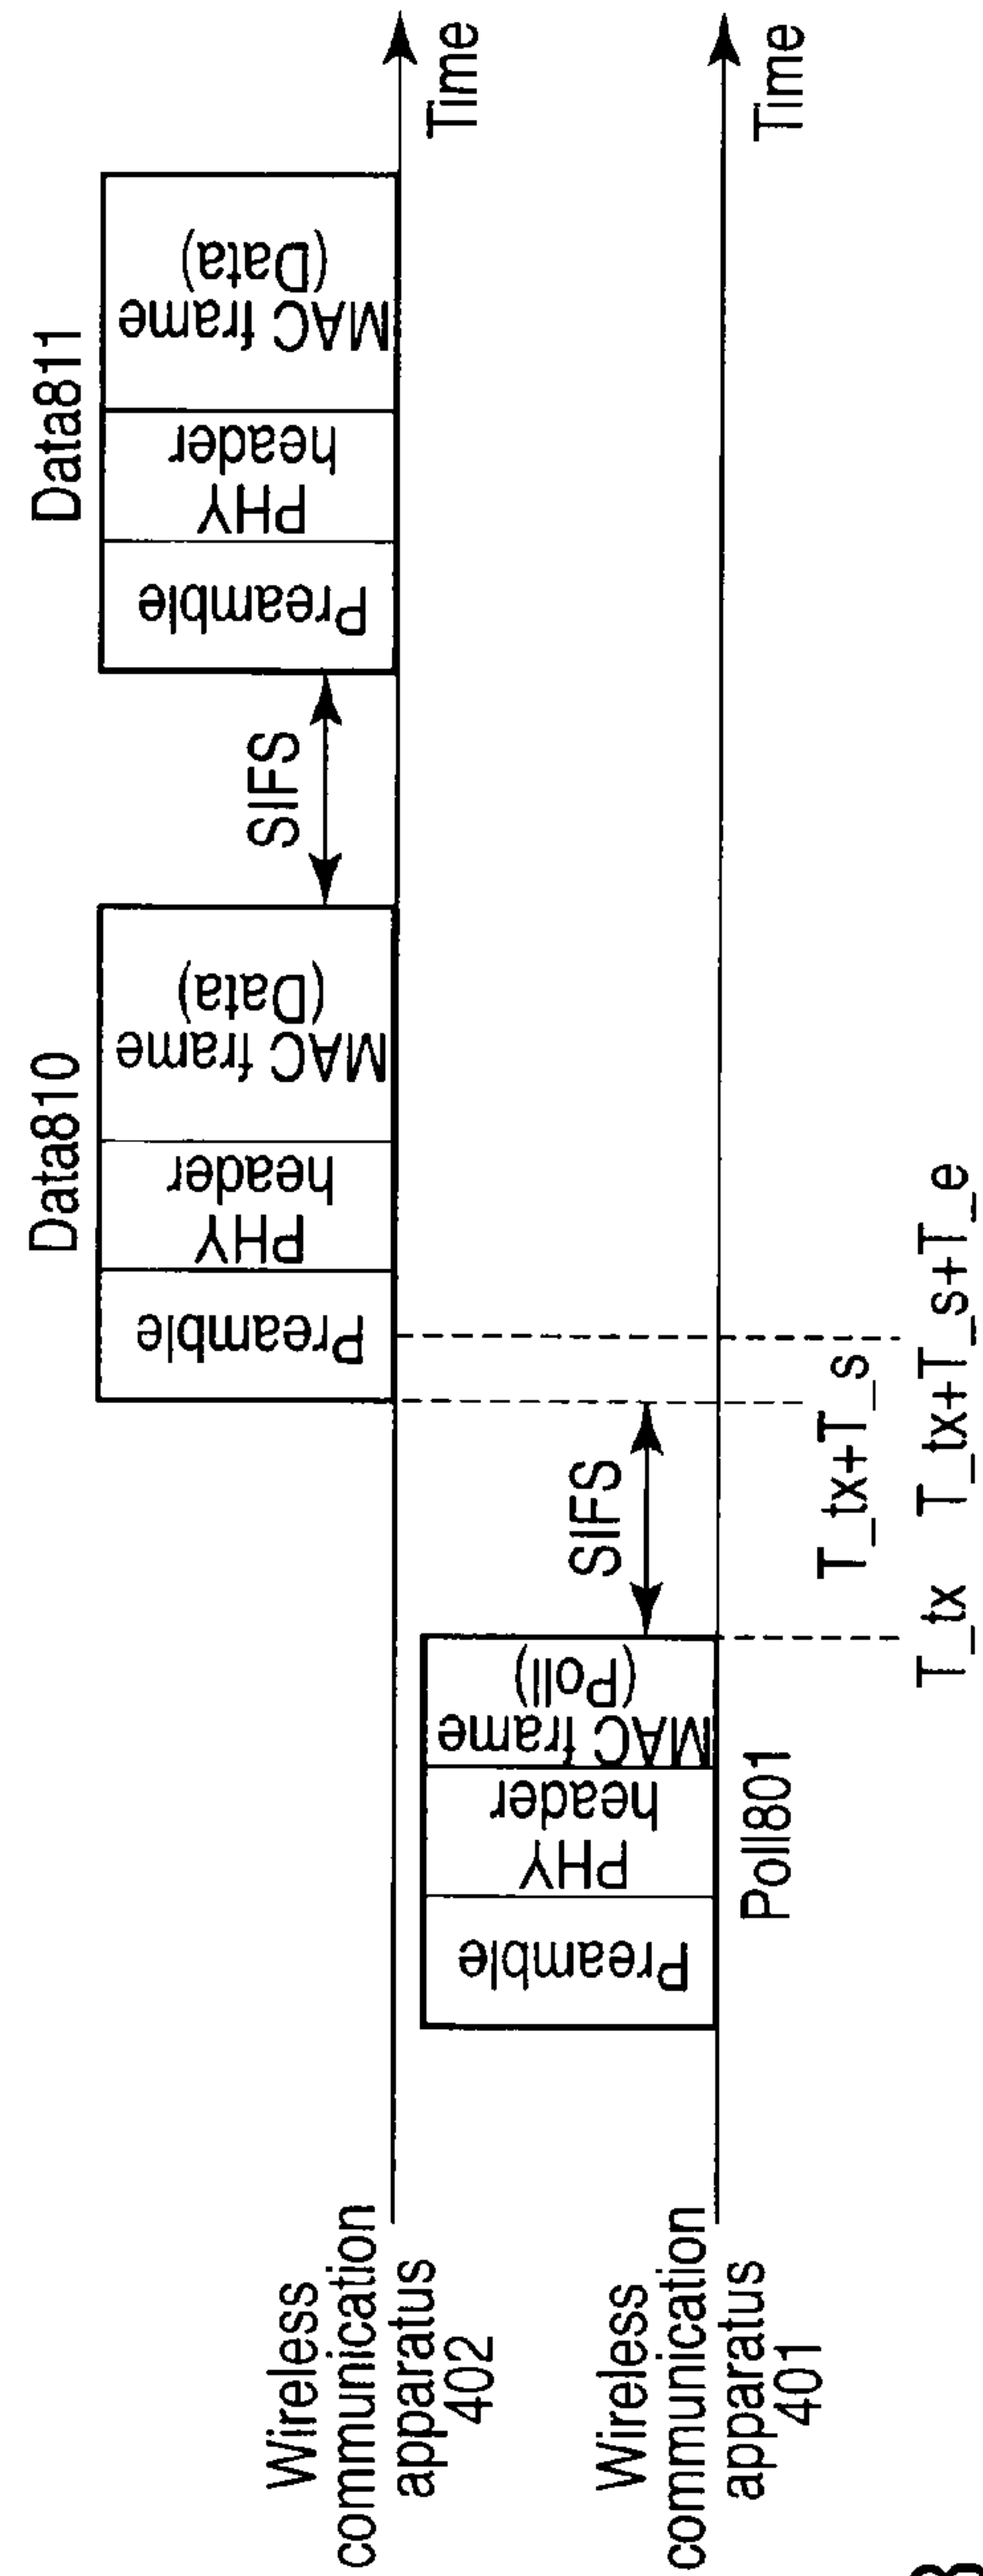 Data810
Data811
Preamble
PHY
header
MAC frame
(Data)
SIFS
Preamble
PHY
header
MAC frame
(Data)
Wireless
communication
apparatus
402
Time
Preamble
PHY
header
MAC frame
(Poll)
SIFS
Wireless
communication
apparatus
401
Time
Poll801
T_tx+T_s
T_tx
T_tx+T_s+T_e